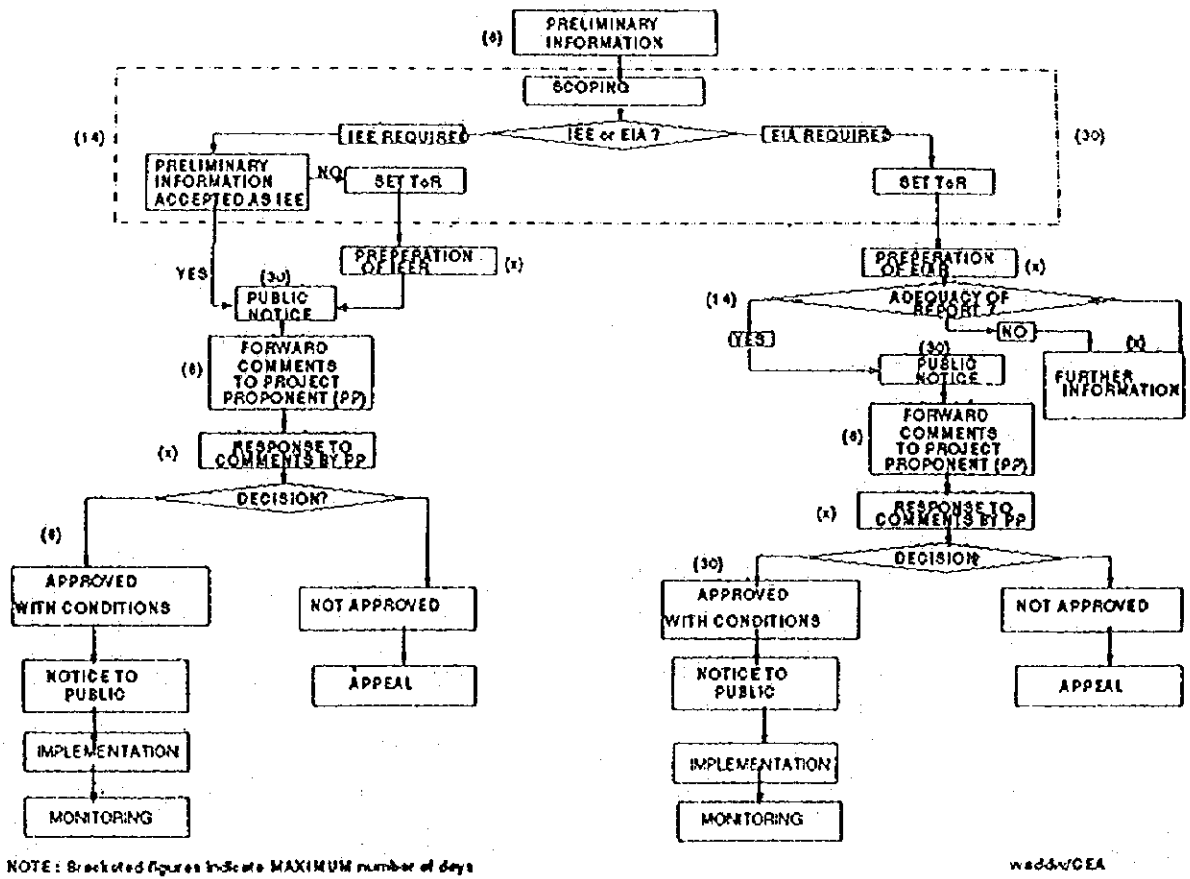 PRELIMINARY
(6) INFORMATION
SCOPING
(14)
IEE REQUIRED
IEE or EIA ?
EIA REQUIRES
(30)
PRELIMINARY
INFORMATION
ACCEPTED AS IEE
NO
SET ToR
SET ToR
YES
PREPERATION
OF IEER
(x)
(30)
PUBLIC
NOTICE
FORWARD
COMMENTS
TO PROJECT
PROPONENT (PP)
(6)
(x)
RESPONSE TO
COMMENTS BY PP
DECISION?
(6)
APPROVED
WITH CONDITIONS
NOT APPROVED
NOTICE TO
PUBLIC
APPEAL
IMPLEMENTATION
MONITORING
PREPERATION
OF EIAR
(x)
(14)
ADEQUACY OF
REPORT ?
YES
NO
(x)
FURTHER
INFORMATION
(30)
PUBLIC
NOTICE
FORWARD
COMMENTS
TO PROJECT
PROPONENT (PP)
(6)
(x)
RESPONSE TO
COMMENTS BY PP
DECISION?
(30)
APPROVED
WITH CONDITIONS
NOT APPROVED
NOTICE TO
PUBLIC
APPEAL
IMPLEMENTATION
MONITORING
NOTE : Bracketed figures indicate MAXIMUM number of days
/CEA